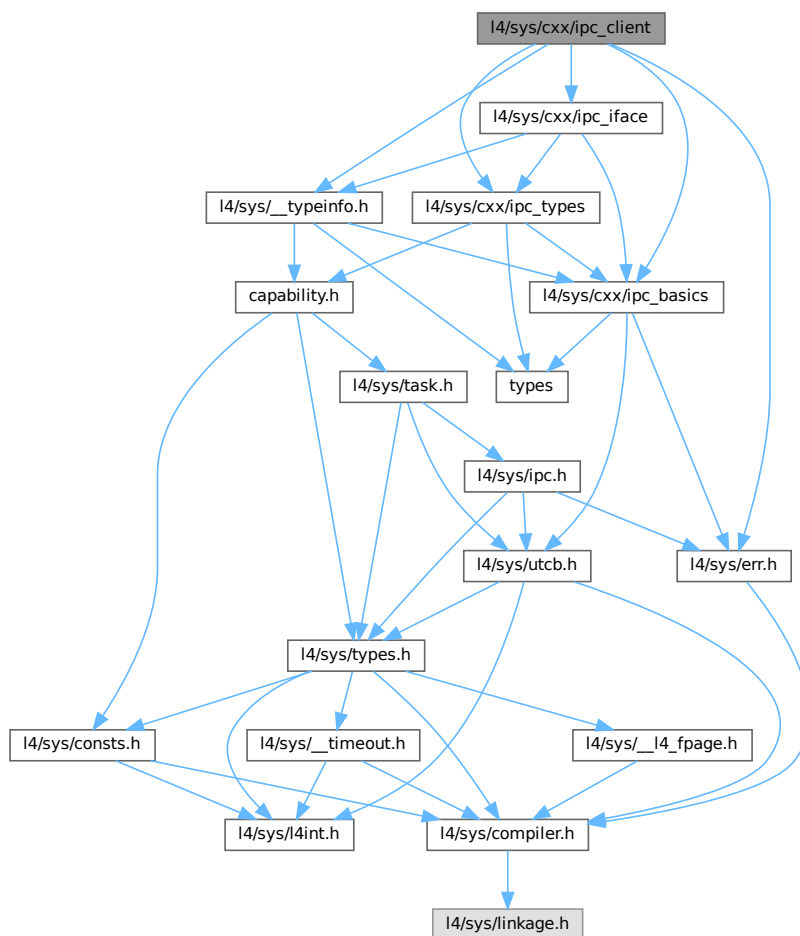 l4/sys/cxx/ipc_client
l4/sys/cxx/ipc_iface
l4/sys/__typeinfo.h
l4/sys/cxx/ipc_types
capability.h
l4/sys/cxx/ipc_basics
l4/sys/task.h
types
l4/sys/ipc.h
l4/sys/utcb.h
l4/sys/err.h
l4/sys/types.h
l4/sys/consts.h
l4/sys/__timeout.h
l4/sys/__l4_fpage.h
l4/sys/l4int.h
l4/sys/compiler.h
l4/sys/linkage.h